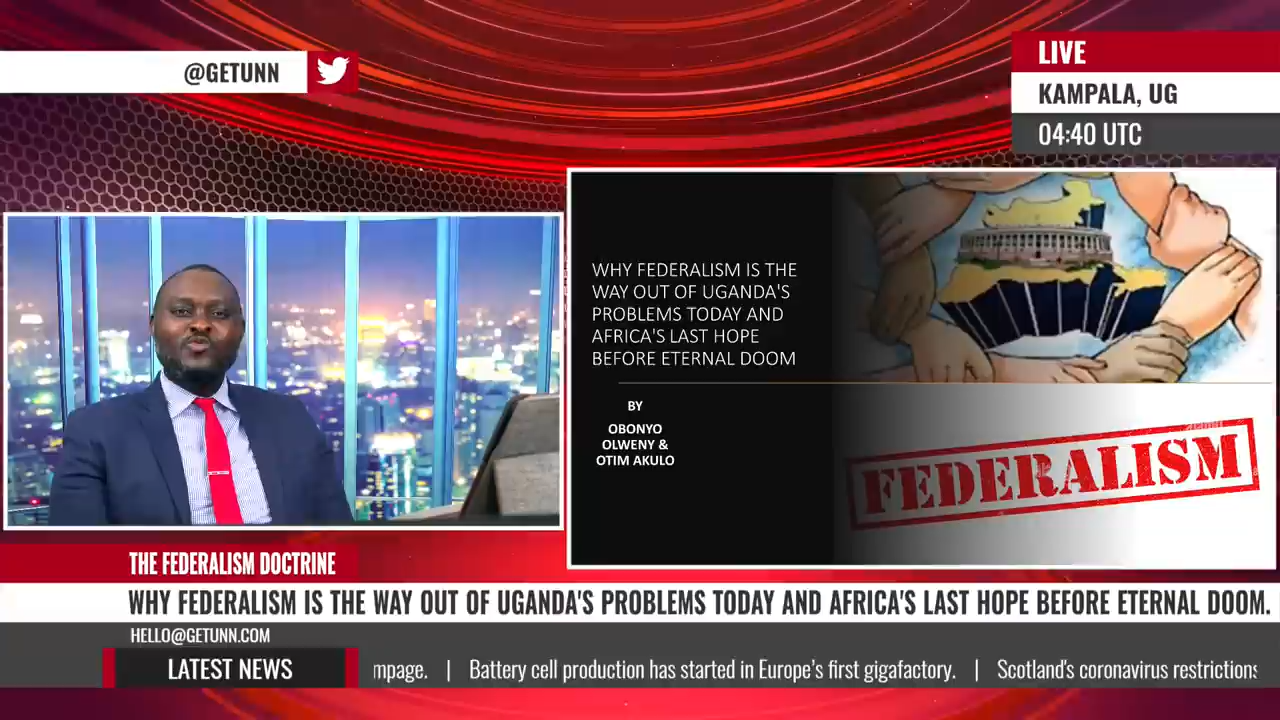 @GETUNN
LIVE
KAMPALA, UG
04:40 UTC
WHY FEDERALISM IS THE
WAY OUT OF UGANDA'S
PROBLEMS TODAY AND
AFRICA'S LAST HOPE
BEFORE ETERNAL DOOM
BY
OBONYO
OLWENY &
OTIM AKULO
FEDERALISM
THE FEDERALISM DOCTRINE
WHY FEDERALISM IS THE WAY OUT OF UGANDA'S PROBLEMS TODAY AND AFRICA'S LAST HOPE BEFORE ETERNAL DOOM.
HELLO@GETUNN.COM
LATEST NEWS
mpage. | Battery cell production has started in Europe's first gigafactory. | Scotland's coronavirus restrictions